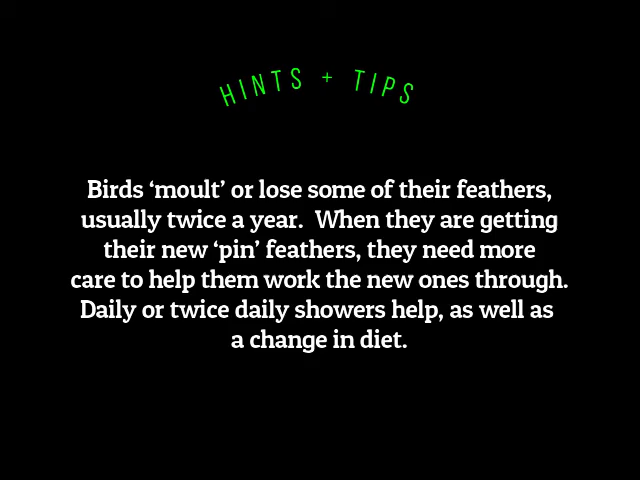 HINTS + TIPS
Birds ‘moult’ or lose some of their feathers,
usually twice a year.  When they are getting
their new ‘pin’ feathers, they need more
care to help them work the new ones through.
Daily or twice daily showers help, as well as
a change in diet.